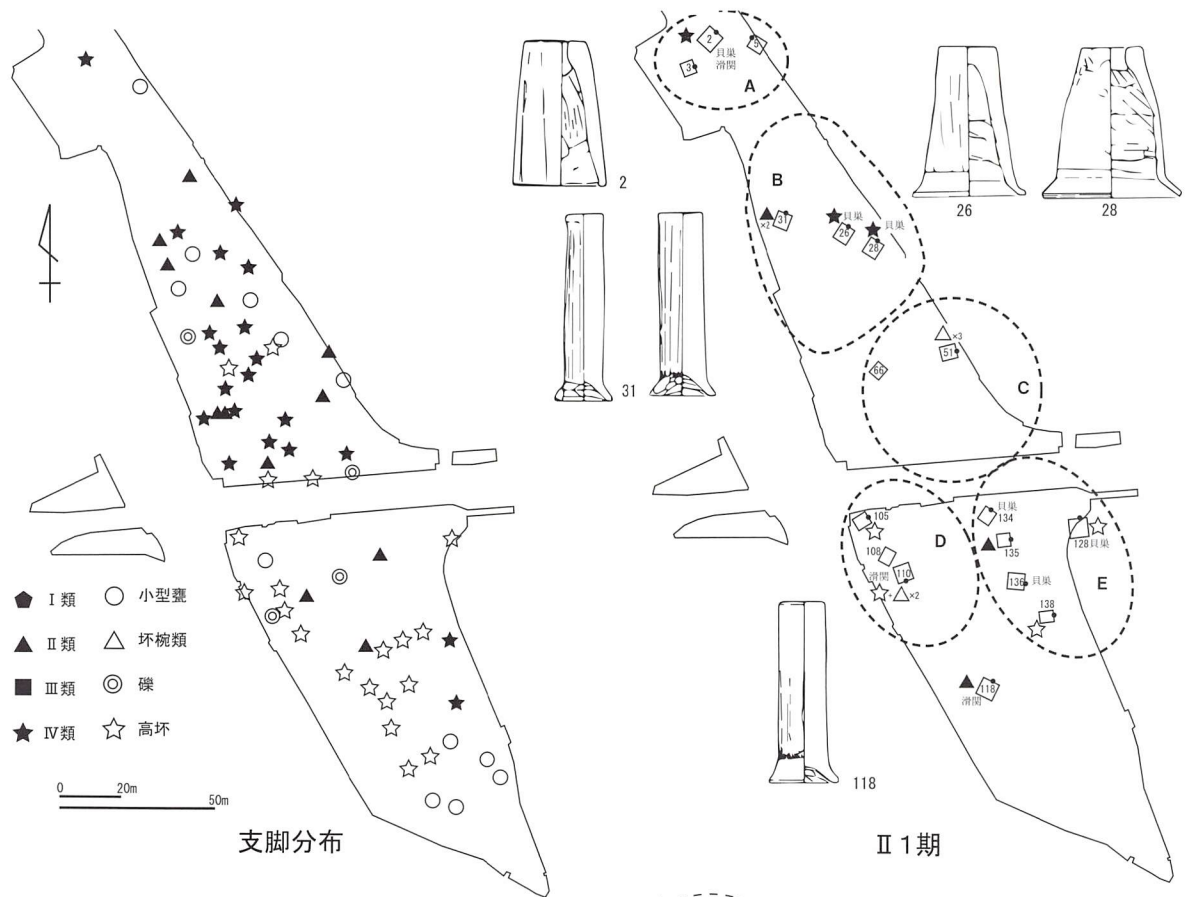 Ⅰ類
小型甕
Ⅱ類
坏椀類
Ⅲ類
礫
Ⅳ類
高坏
0 20m
50m
支脚分布
2
31
118
2
5
貝巣
滑関
3
A
B
×2
31
貝巣
26
貝巣
28
26
28
×3
51
66
C
105
108
滑関
110
D
+
×2
貝巣
134
135
128
貝巣
136
貝巣
138
E
118
滑関
Ⅱ1期